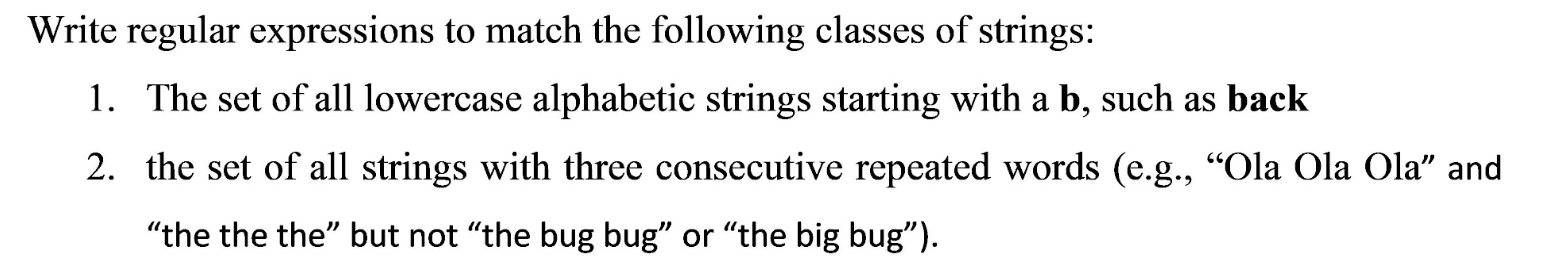 Write regular expressions to match the following classes of strings:
1. The set of all lowercase alphabetic strings starting with a b, such as back
2. the set of all strings with three consecutive repeated words (e.g., “Ola Ola Ola” and
“the the the” but not “the bug bug” or “the big bug”).